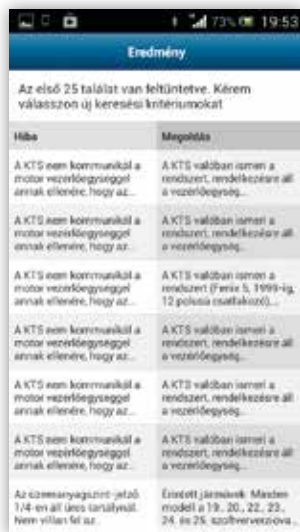 73% 19:53
Eredmény
Az első 25 találat van feltüntetve. Kérem
válasszon új keresési kritériumokat
Hiba Megoldás
A KTS nem kommunikál a A KTS valóban ismeri a
motor vezérlőegységgel rendszert, rendelkezésre áll
annak ellenére, hogy az... a vezérlőegység...
A KTS nem kommunikál a A KTS valóban ismeri a
motor vezérlőegységgel rendszert, rendelkezésre áll
annak ellenére, hogy az... a vezérlőegység...
A KTS nem kommunikál a A KTS valóban ismeri a
motor vezérlőegységgel rendszert (Fenix 5, 1999-ig,
annak ellenére, hogy az... 12 pólusú csatlakozó)...
A KTS nem kommunikál a A KTS valóban ismeri a
motor vezérlőegységgel rendszert, rendelkezésre áll
annak ellenére, hogy az... a vezérlőegység...
A KTS nem kommunikál a A KTS valóban ismeri a
motor vezérlőegységgel rendszert, rendelkezésre áll
annak ellenére, hogy az... a vezérlőegység...
A KTS nem kommunikál a A KTS valóban ismeri a
motor vezérlőegységgel rendszert, rendelkezésre áll
annak ellenére, hogy az... a vezérlőegység...
Az üzemanyagszint-jelző Érintett járművek: Minden
1/4-en áll üres tartálynál. modell a 19., 20., 22., 23.,
Nem villan fel az... 24. és 25. szoftververzióva